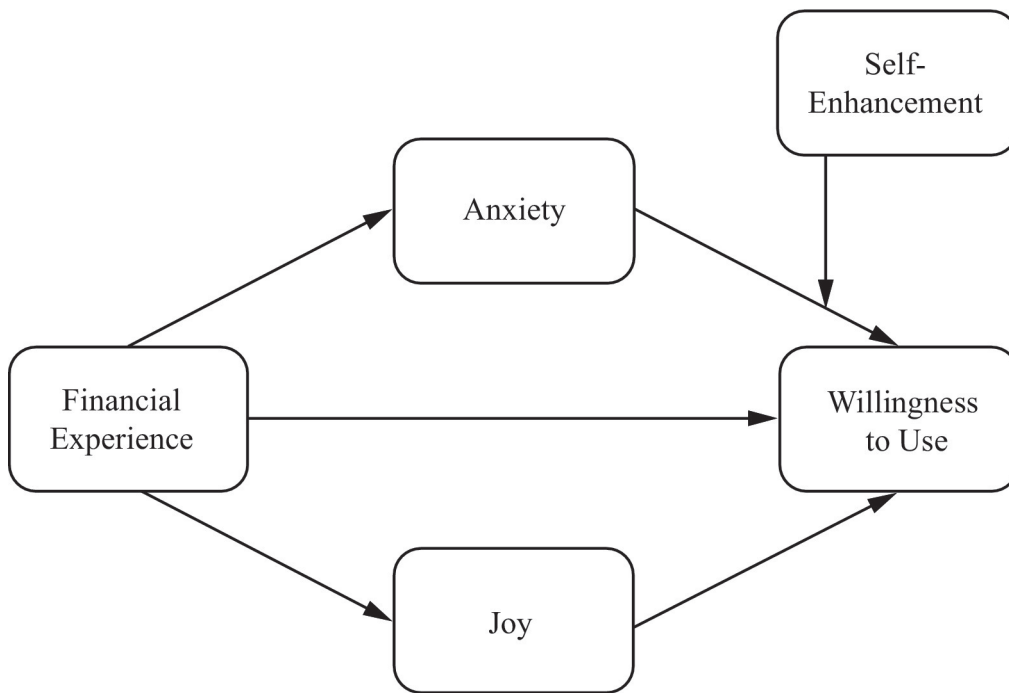 Self-
Enhancement
Anxiety
Financial
Experience
Willingness
to Use
Joy